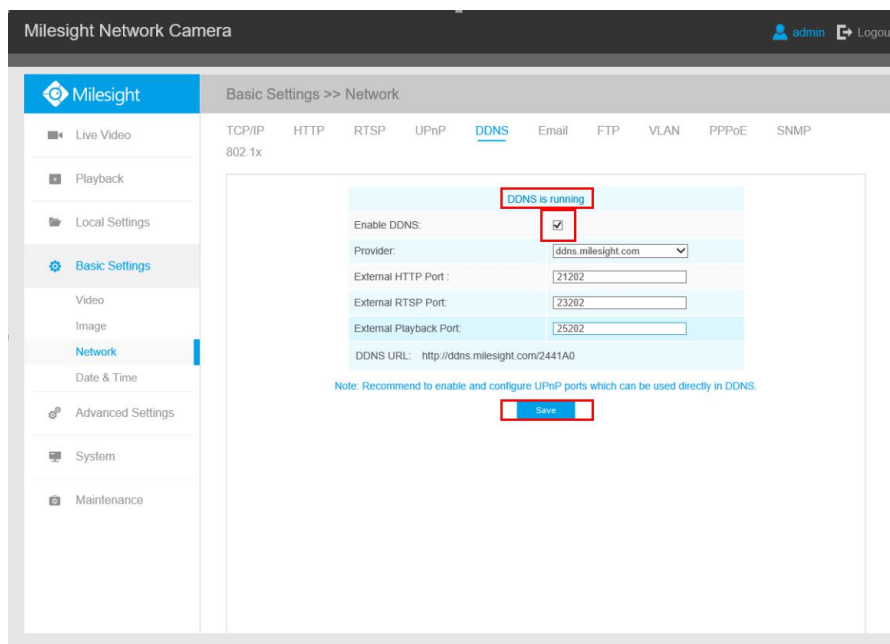 Milesight Network Camera
admin
Logou
Milesight
Live Video
Playback
Local Settings
Basic Settings
Video
Image
Network
Date & Time
Advanced Settings
System
Maintenance
Basic Settings >> Network
TCP/IP HTTP RTSP UPnP DDNS Email FTP VLAN PPPoE SNMP
802.1x
DDNS is running
Enable DDNS:
Provider: ddns.milesight.com
External HTTP Port : 21202
External RTSP Port: 23202
External Playback Port: 25202
DDNS URL: http://ddns.milesight.com/2441A0
Note: Recommend to enable and configure UPnP ports which can be used directly in DDNS.
Save